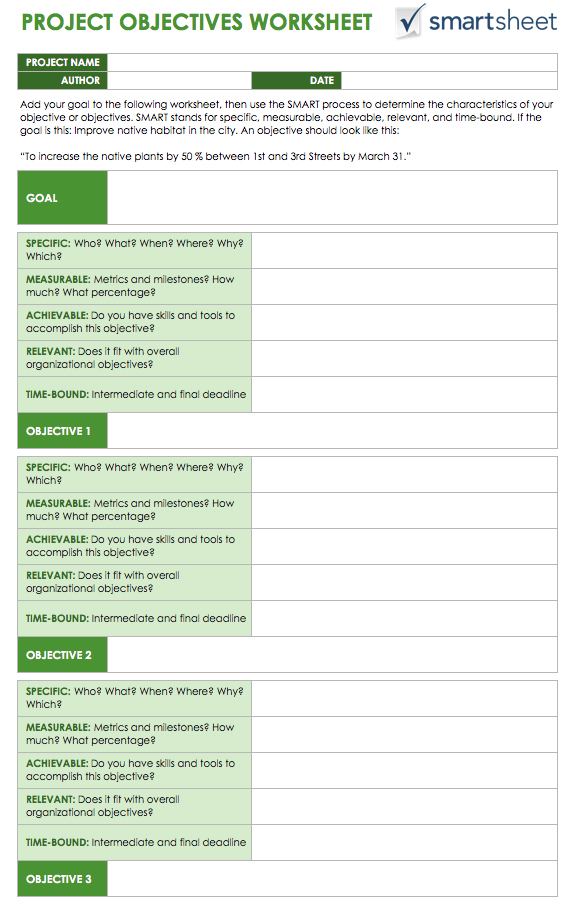 PROJECT OBJECTIVES WORKSHEET
smartsheet
PROJECT NAME
AUTHOR DATE
Add your goal to the following worksheet, then use the SMART process to determine the characteristics of your
objective or objectives. SMART stands for specific, measurable, achievable, relevant, and time-bound. If the
goal is this: Improve native habitat in the city. An objective should look like this:
“To increase the native plants by 50 % between 1st and 3rd Streets by March 31.”
GOAL
SPECIFIC: Who? What? When? Where? Why?
Which?
MEASURABLE: Metrics and milestones? How
much? What percentage?
ACHIEVABLE: Do you have skills and tools to
accomplish this objective?
RELEVANT: Does it fit with overall
organizational objectives?
TIME-BOUND: Intermediate and final deadline
OBJECTIVE 1
SPECIFIC: Who? What? When? Where? Why?
Which?
MEASURABLE: Metrics and milestones? How
much? What percentage?
ACHIEVABLE: Do you have skills and tools to
accomplish this objective?
RELEVANT: Does it fit with overall
organizational objectives?
TIME-BOUND: Intermediate and final deadline
OBJECTIVE 2
SPECIFIC: Who? What? When? Where? Why?
Which?
MEASURABLE: Metrics and milestones? How
much? What percentage?
ACHIEVABLE: Do you have skills and tools to
accomplish this objective?
RELEVANT: Does it fit with overall
organizational objectives?
TIME-BOUND: Intermediate and final deadline
OBJECTIVE 3